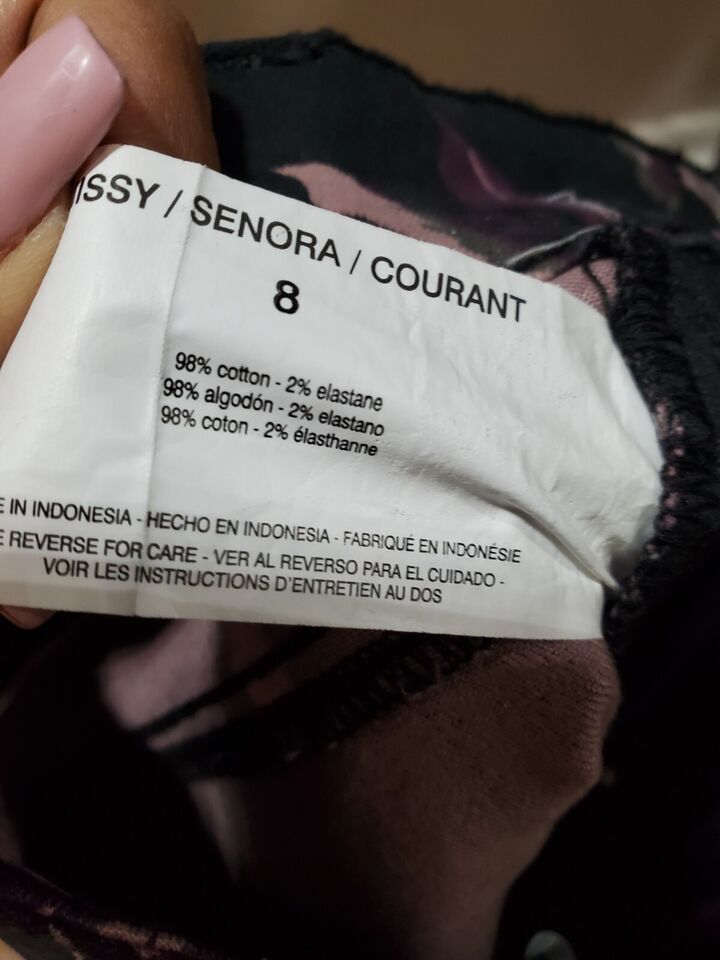 ISSY / SENORA / COURANT
8
98% cotton - 2% elastane
98% algodón - 2% elastano
98% coton - 2% élasthanne
E IN INDONESIA - HECHO EN INDONESIA - FABRIQUÉ EN INDONÉSIE
E REVERSE FOR CARE - VER AL REVERSO PARA EL CUIDADO -
VOIR LES INSTRUCTIONS D'ENTRETIEN AU DOS